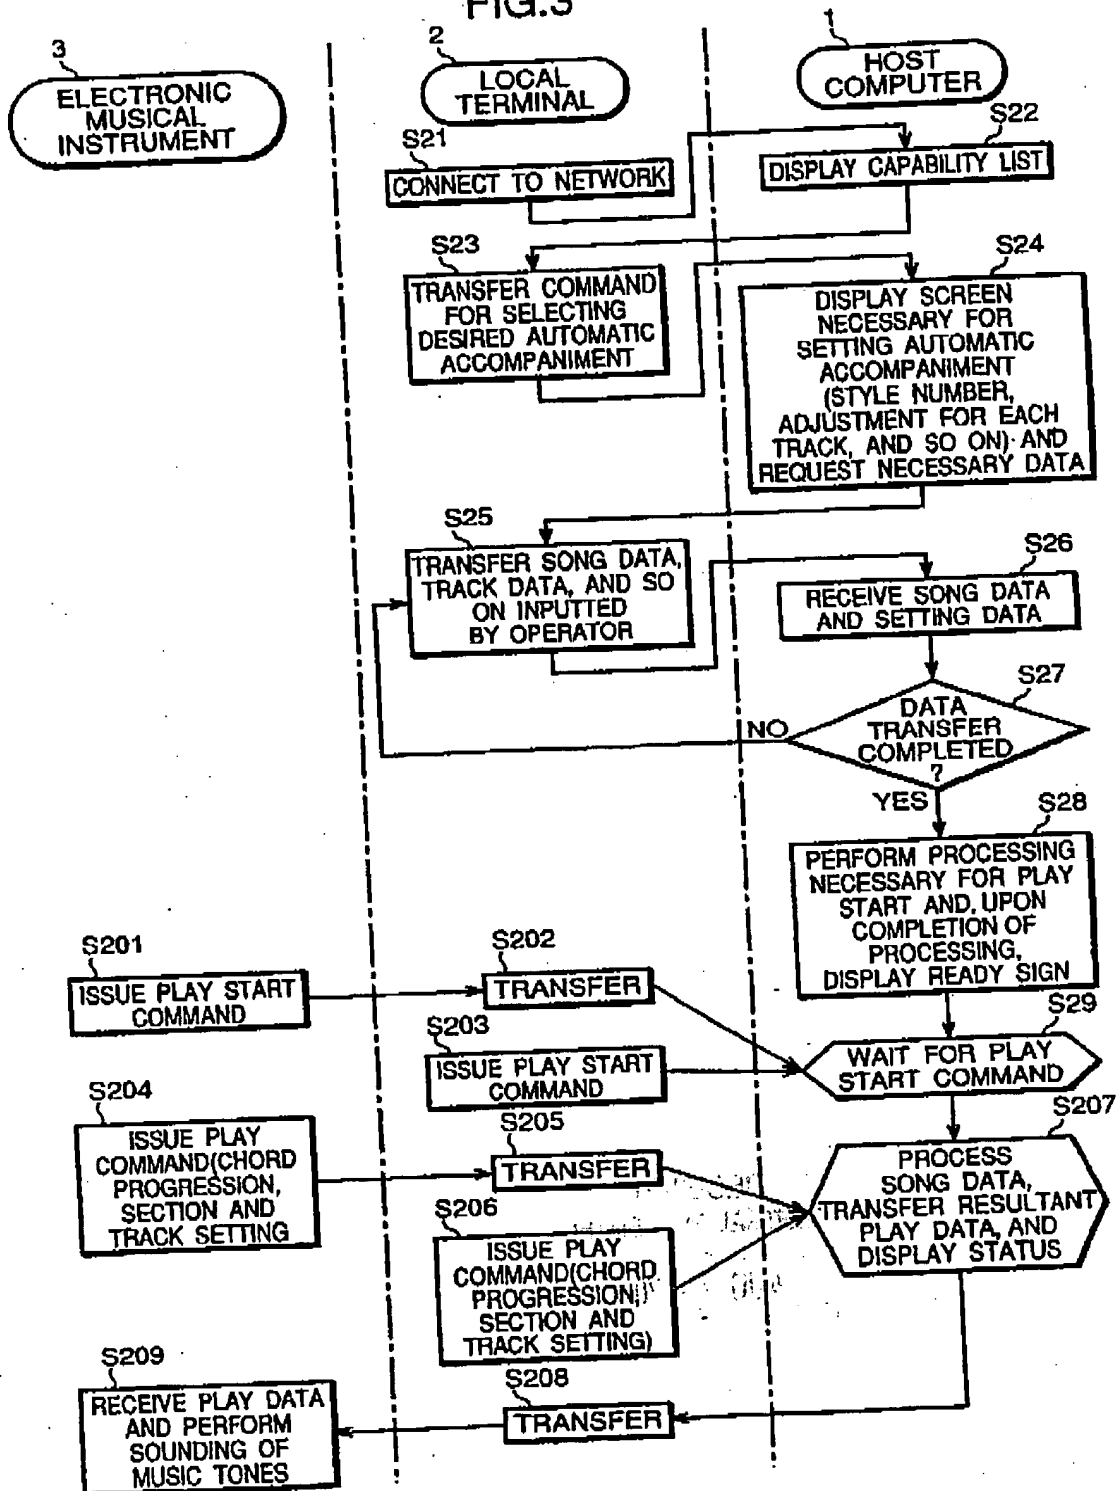 FIG.3
3
ELECTRONIC
MUSICAL
INSTRUMENT
2
LOCAL
TERMINAL
1
HOST
COMPUTER
S21
CONNECT TO NETWORK
S22
DISPLAY CAPABILITY LIST
S23
TRANSFER COMMAND
FOR SELECTING
DESIRED AUTOMATIC
ACCOMPANIMENT
S24
DISPLAY SCREEN
NECESSARY FOR
SETTING AUTOMATIC
ACCOMPANIMENT
(STYLE NUMBER,
ADJUSTMENT FOR EACH
TRACK, AND SO ON) AND
REQUEST NECESSARY DATA
S25
TRANSFER SONG DATA,
TRACK DATA, AND SO
ON INPUTTED
BY OPERATOR
S26
RECEIVE SONG DATA
AND SETTING DATA
S27
DATA
TRANSFER
COMPLETED
?
NO
YES
S28
PERFORM PROCESSING
NECESSARY FOR PLAY
START AND, UPON
COMPLETION OF
PROCESSING,
DISPLAY READY SIGN
S201
ISSUE PLAY START
COMMAND
S202
TRANSFER
S203
ISSUE PLAY START
COMMAND
S29
WAIT FOR PLAY
START COMMAND
S204
ISSUE PLAY
COMMAND(CHORD
PROGRESSION,
SECTION AND
TRACK SETTING
S205
TRANSFER
S206
ISSUE PLAY
COMMAND(CHORD
PROGRESSION,
SECTION AND
TRACK SETTING)
S207
PROCESS
SONG DATA,
TRANSFER RESULTANT
PLAY DATA, AND
DISPLAY STATUS
S208
TRANSFER
S209
RECEIVE PLAY DATA
AND PERFORM
SOUNDING OF
MUSIC TONES